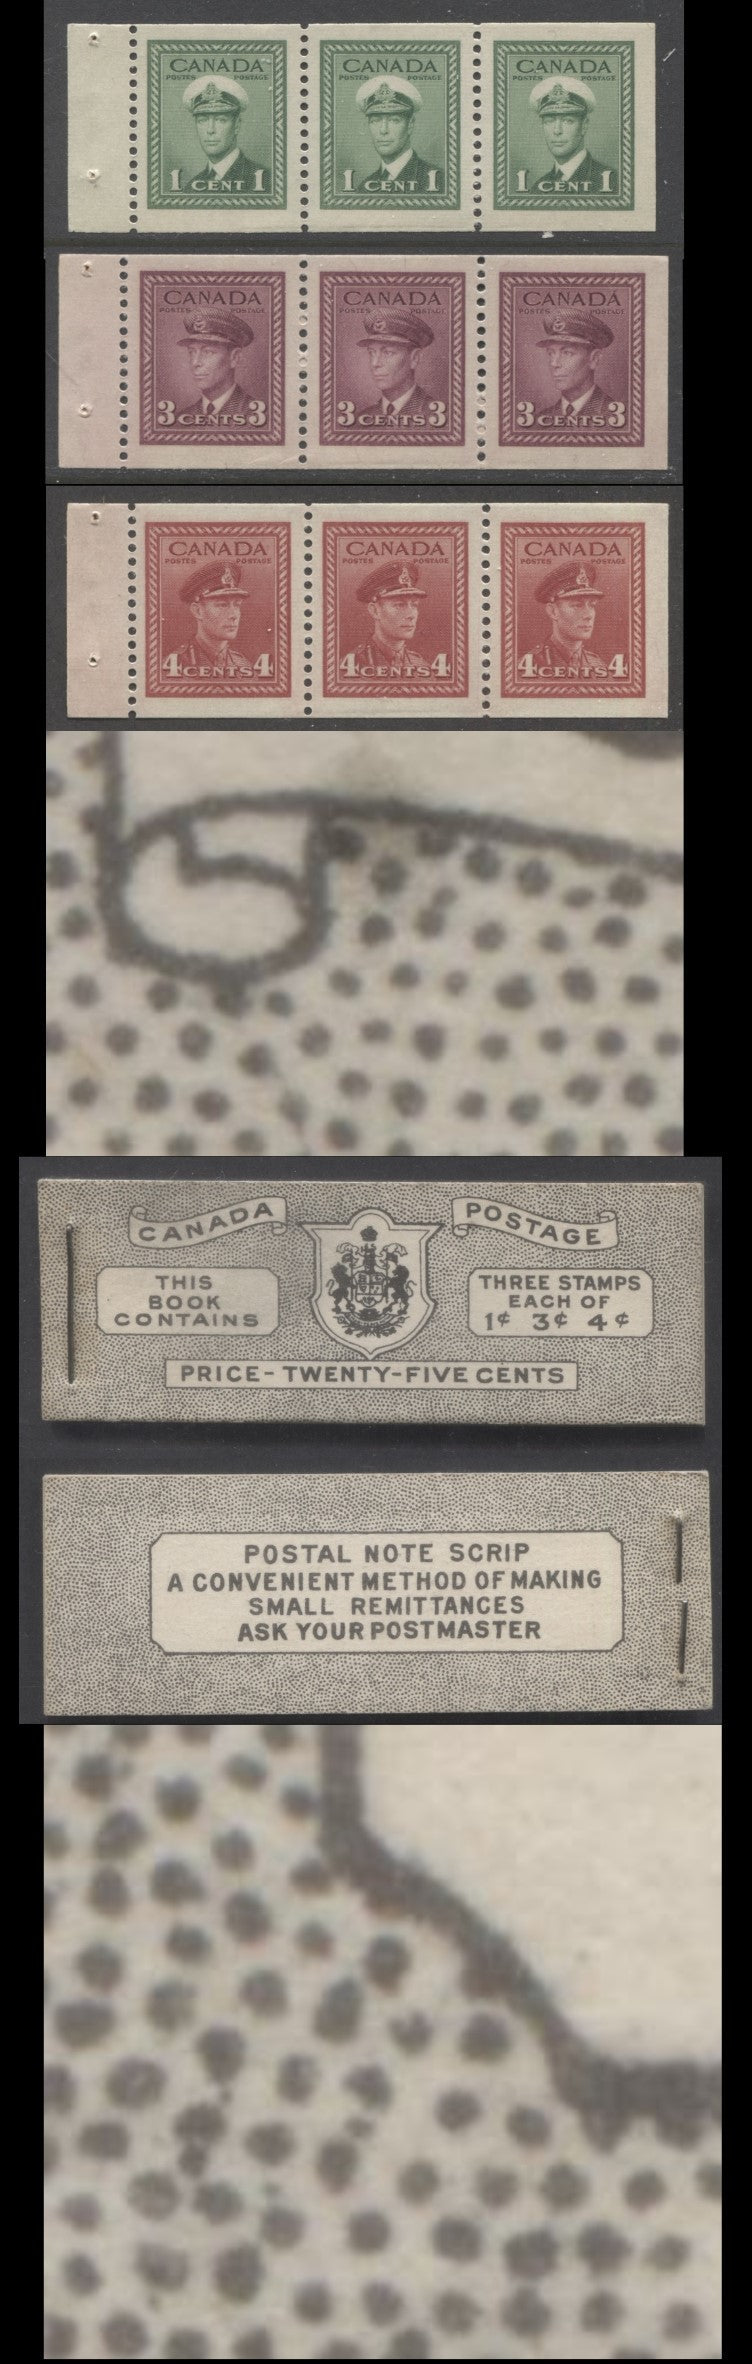 CANADA CANADA CANADA
POSTES POSTAGE POSTES POSTAGE POSTES POSTAGE
1 CENT 1 1 CENT 1 1 CENT 1
CANADA CANADA CANADA
POSTES POSTAGE POSTES POSTAGE POSTES POSTAGE
3 CENTS 3 3 CENTS 3 3 CENTS 3
CANADA CANADA CANADA
POSTES POSTAGE POSTES POSTAGE POSTES POSTAGE
4 CENTS 4 4 CENTS 4 4 CENTS 4
CANADA POSTAGE
THIS
BOOK
CONTAINS
THREE STAMPS
EACH OF
1¢ 3¢ 4¢
PRICE - TWENTY-FIVE CENTS
POSTAL NOTE SCRIP
A CONVENIENT METHOD OF MAKING
SMALL REMITTANCES
ASK YOUR POSTMASTER